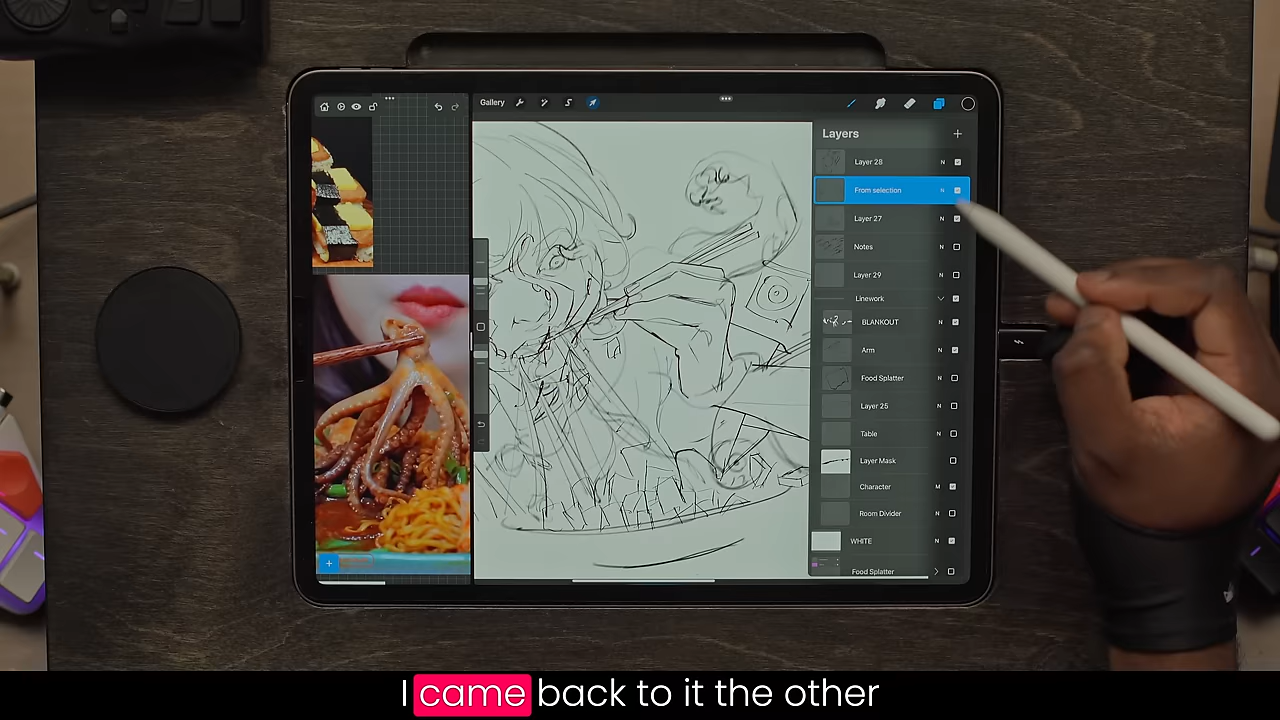 Gallery
Layers
Layer 28 N
From selection N
Layer 27 N
Notes N
Layer 29 N
Linework
BLANKOUT N
Arm N
Food Splatter N
Layer 25 N
Table N
Layer Mask
Character M
Room Divider N
WHITE N
Food Splatter
I came back to it the other